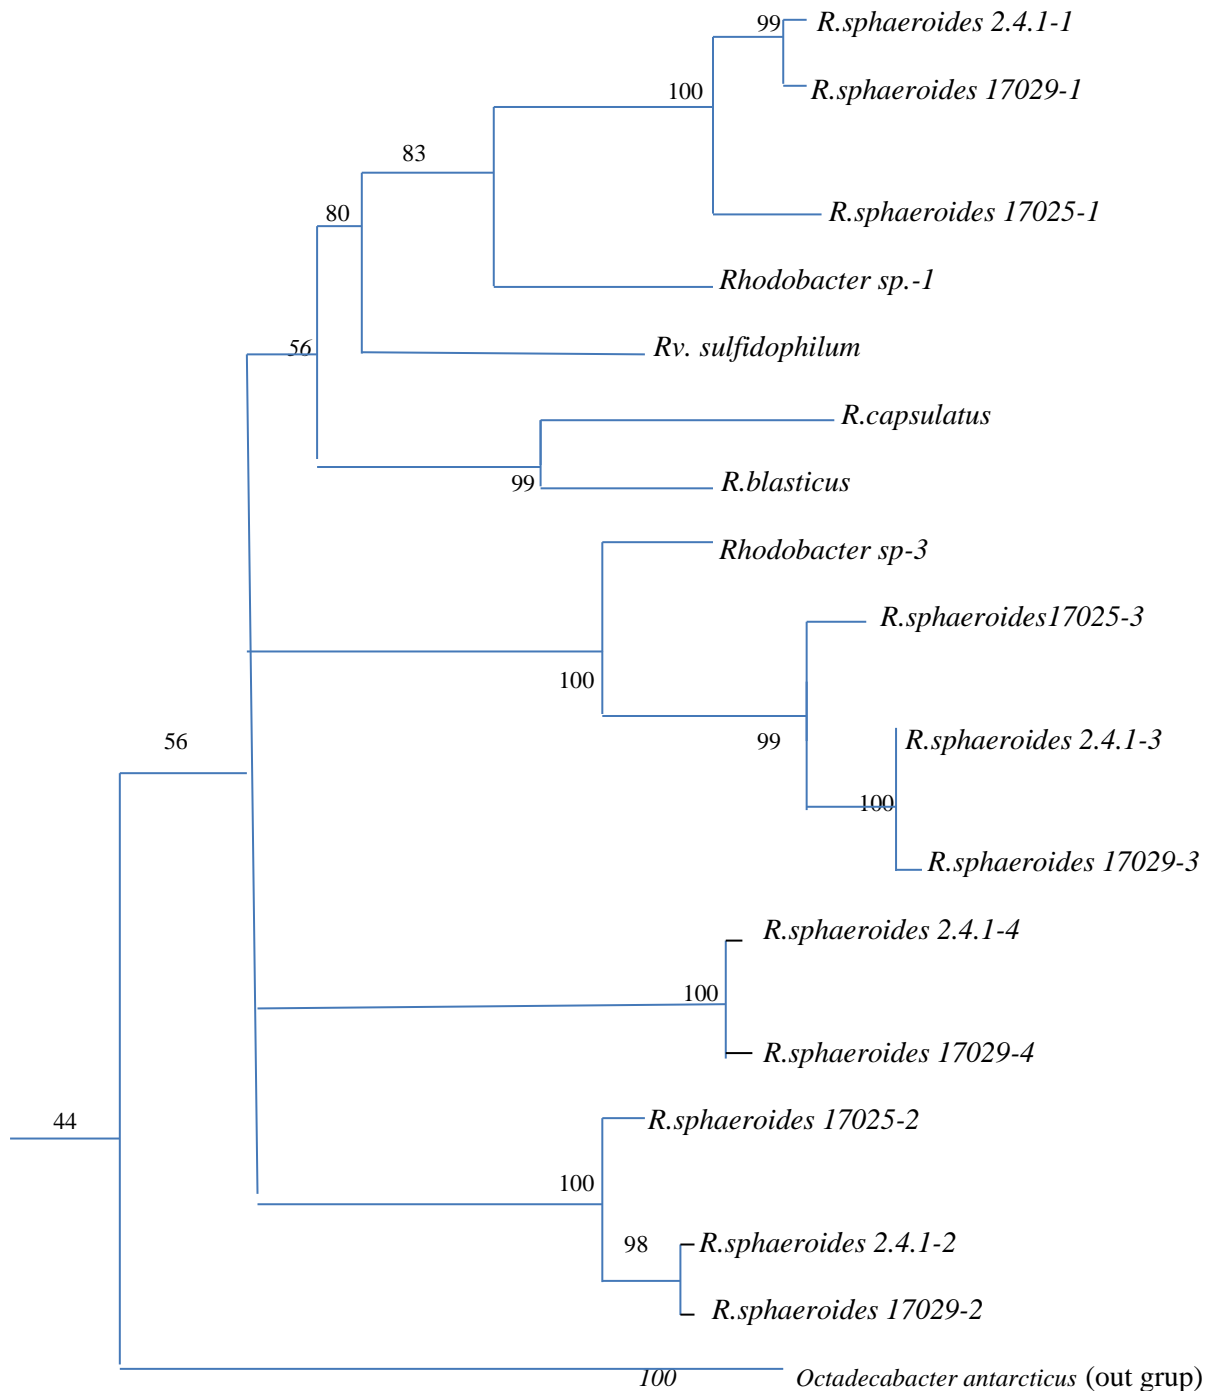 99
R.sphaeroides 2.4.1-1
R.sphaeroides 17029-1
100
83
80
R.sphaeroides 17025-1
Rhodobacter sp.-1
56
Rv. sulfidophilum
R.capsulatus
99
R.blasticus
Rhodobacter sp-3
R.sphaeroides17025-3
100
56
99
R.sphaeroides 2.4.1-3
100
R.sphaeroides 17029-3
R.sphaeroides 2.4.1-4
100
R.sphaeroides 17029-4
44
R.sphaeroides 17025-2
100
98
R.sphaeroides 2.4.1-2
R.sphaeroides 17029-2
100
Octadecabacter antarcticus (out grup)